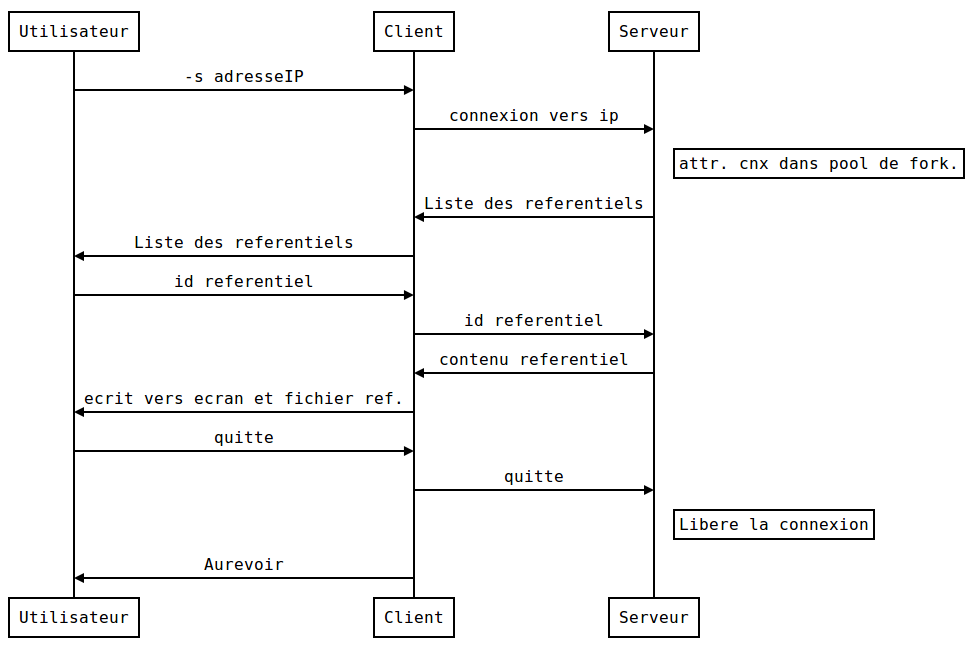 Utilisateur
Client
Serveur
-s adresseIP
connexion vers ip
attr. cnx dans pool de fork.
Liste des referentiels
Liste des referentiels
id referentiel
id referentiel
contenu referentiel
ecrit vers ecran et fichier ref.
quitte
quitte
Libere la connexion
Aurevoir
Utilisateur
Client
Serveur